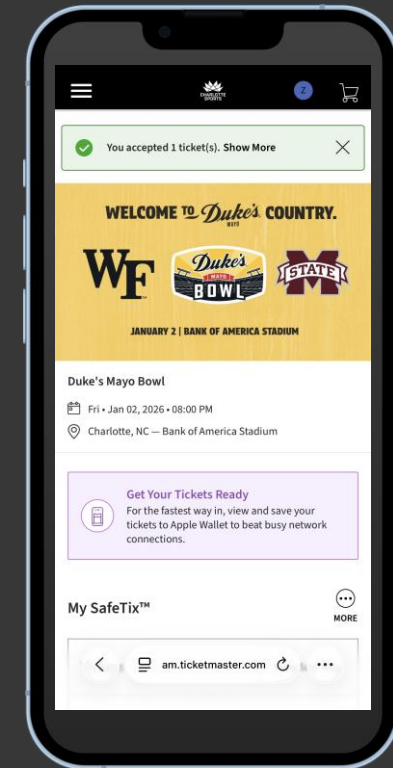 CHARLOTTE
SPORTS
Z
You accepted 1 ticket(s). Show More
WELCOME TO Duke's COUNTRY.
MAYO
WF
Duke's
MAYO
BOWL
STATE
JANUARY 2 | BANK OF AMERICA STADIUM
Duke's Mayo Bowl
Fri • Jan 02, 2026 • 08:00 PM
Charlotte, NC — Bank of America Stadium
Get Your Tickets Ready
For the fastest way in, view and save your
tickets to Apple Wallet to beat busy network
connections.
My SafeTix™
MORE
am.ticketmaster.com